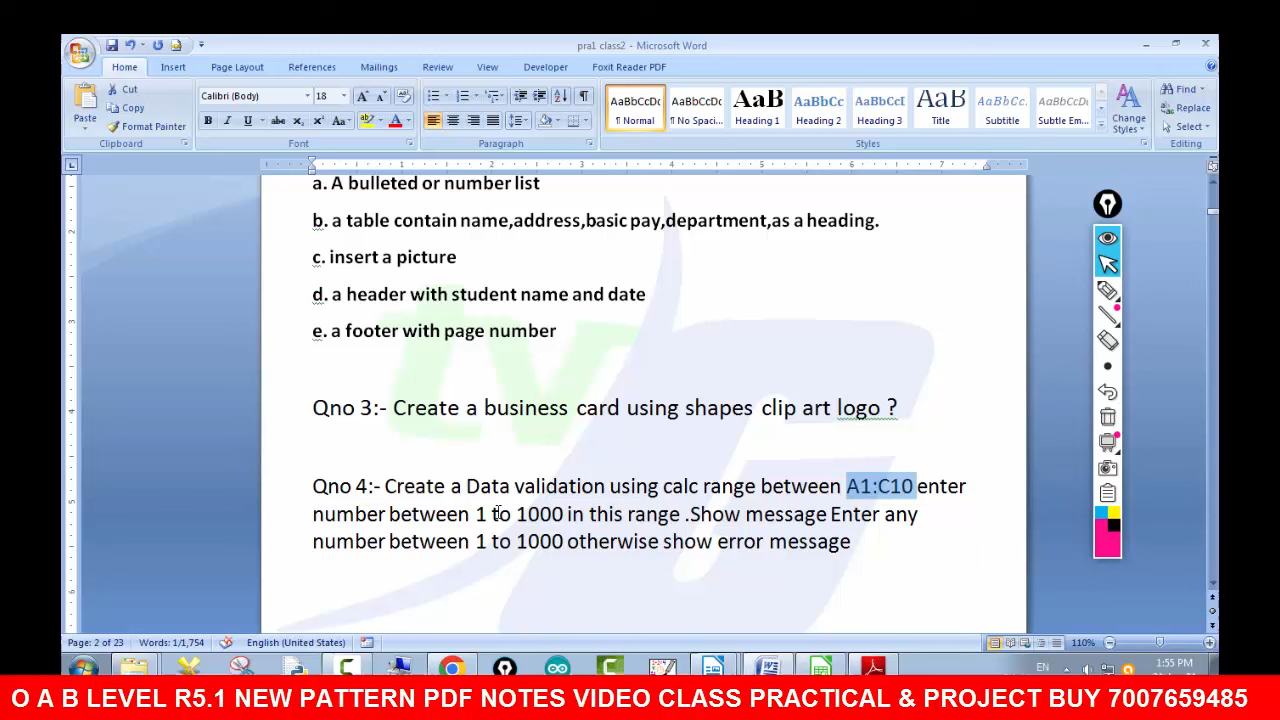 pra1 class2 - Microsoft Word
Home Insert Page Layout References Mailings Review View Developer Foxit Reader PDF
Paste Cut Copy Format Painter
Calibri (Body) 18
AaBbCcDc AaBbCcDc AaB AaBbCc AaBbCcI AaB AaBbCc. AaBbCcDc
¶ Normal ¶ No Spaci... Heading 1 Heading 2 Heading 3 Title Subtitle Subtle Em...
Change Styles
Find Replace Select
Clipboard Font Paragraph Styles Editing
a. A bulleted or number list
b. a table contain name,address,basic pay,department,as a heading.
c. insert a picture
d. a header with student name and date
e. a footer with page number
Qno 3:- Create a business card using shapes clip art logo ?
Qno 4:- Create a Data validation using calc range between A1:C10 enter
number between 1 to 1000 in this range .Show message Enter any
number between 1 to 1000 otherwise show error message
Page: 2 of 23 Words: 1/1,754 English (United States) 110%
EN 1:55 PM
O A B LEVEL R5.1 NEW PATTERN PDF NOTES VIDEO CLASS PRACTICAL & PROJECT BUY 7007659485